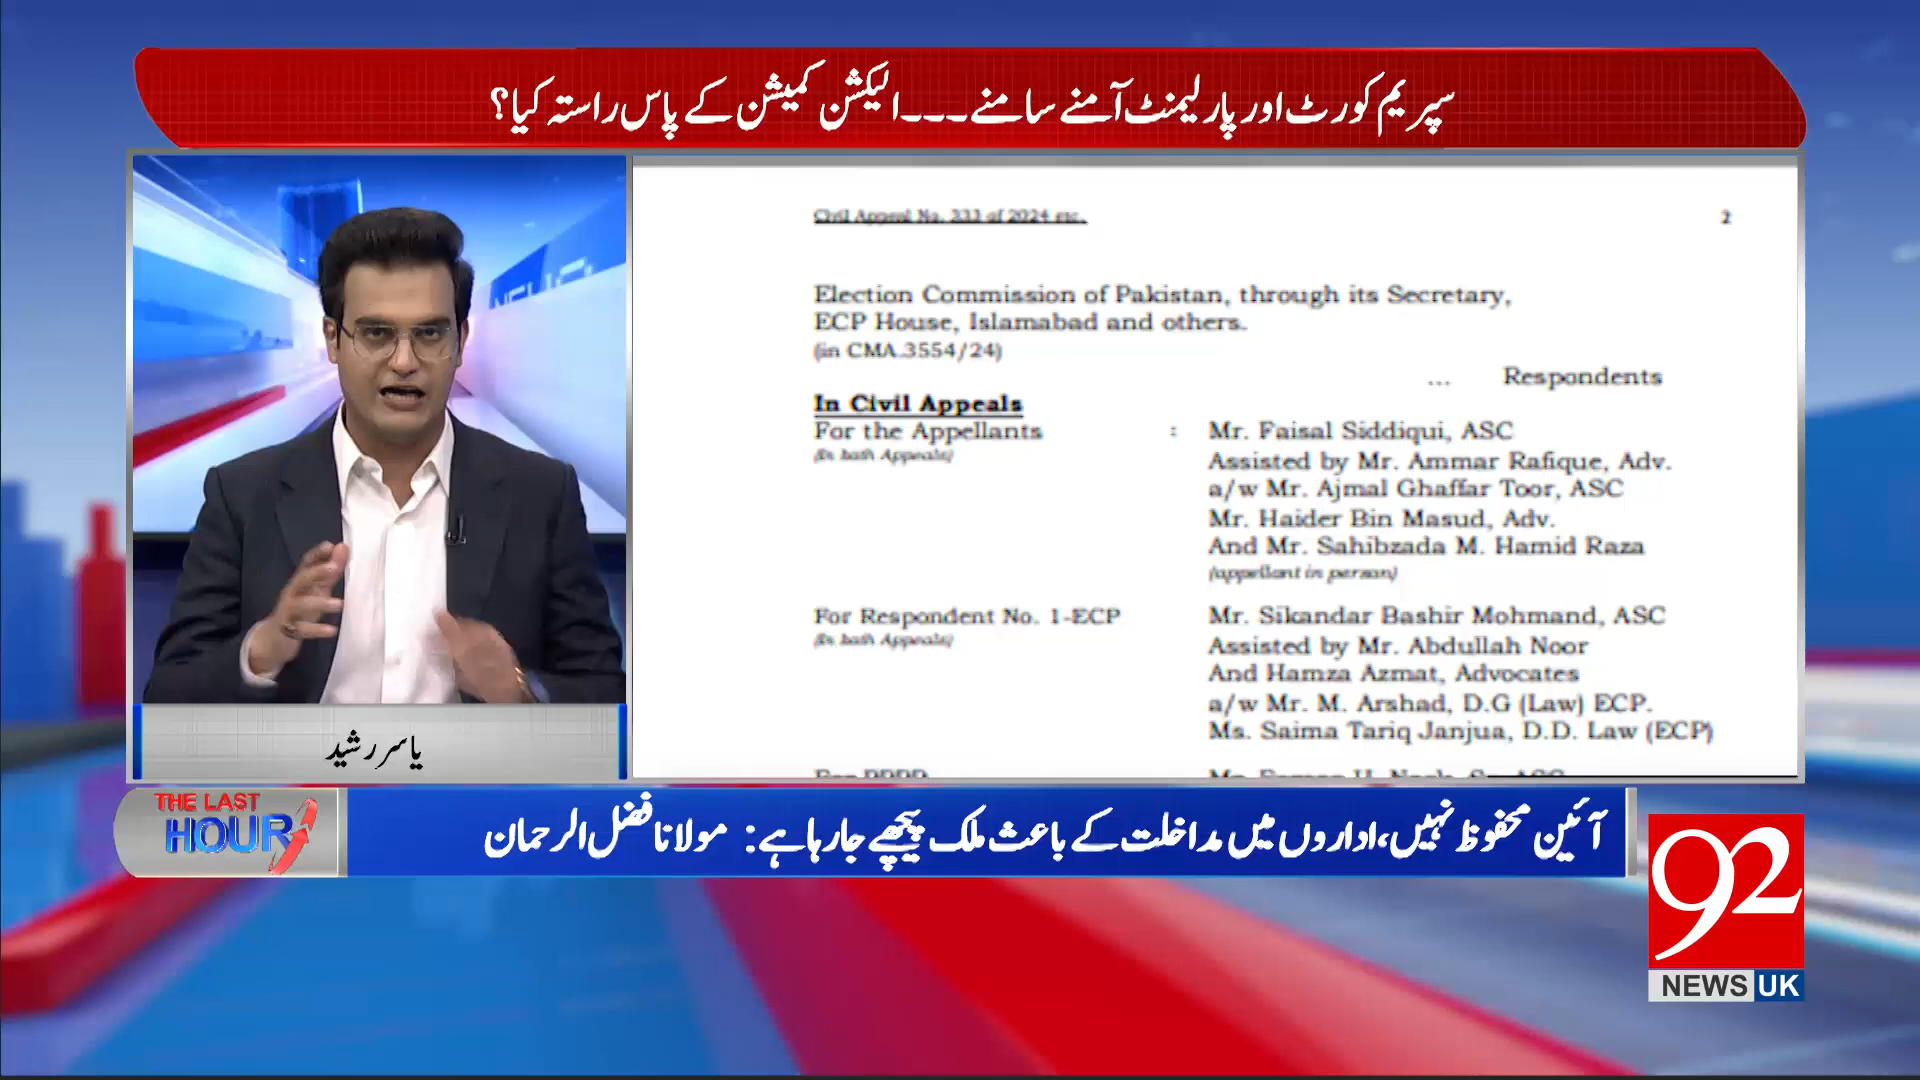 سپریم کورٹ اور پارلیمنٹ آمنے سامنے ۔۔۔ الیکشن کمیشن کے پاس راستہ کیا؟
Civil Appeal No. 333 of 2024 etc.
2
Election Commission of Pakistan, through its Secretary,
ECP House, Islamabad and others.
(in CMA.3554/24)
... Respondents
In Civil Appeals
For the Appellants : Mr. Faisal Siddiqui, ASC
(In both Appeals)
Assisted by Mr. Ammar Rafique, Adv.
a/w Mr. Ajmal Ghaffar Toor, ASC
Mr. Haider Bin Masud, Adv.
And Mr. Sahibzada M. Hamid Raza
(appellant in person)
For Respondent No. 1-ECP Mr. Sikandar Bashir Mohmand, ASC
(In both Appeals)
Assisted by Mr. Abdullah Noor
And Hamza Azmat, Advocates
a/w Mr. M. Arshad, D.G (Law) ECP.
Ms. Saima Tariq Janjua, D.D. Law (ECP)
یاسر رشید
THE LAST
HOUR
آئین محفوظ نہیں، اداروں میں مداخلت کے باعث ملک پیچھے جا رہا ہے: مولانا فضل الرحمان
92
NEWS UK